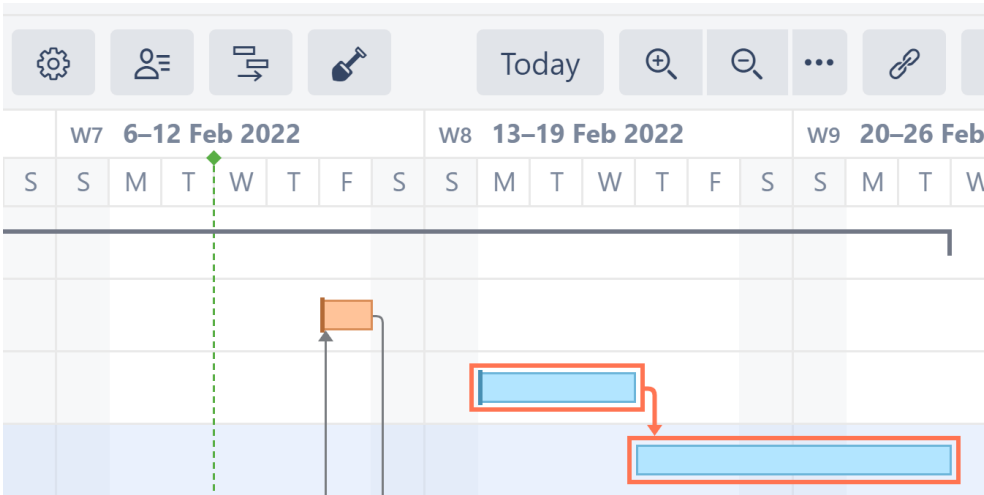 Today
W7 6–12 Feb 2022 W8 13–19 Feb 2022 W9 20–26 Feb
S S M T W T F S S M T W T F S S M T W